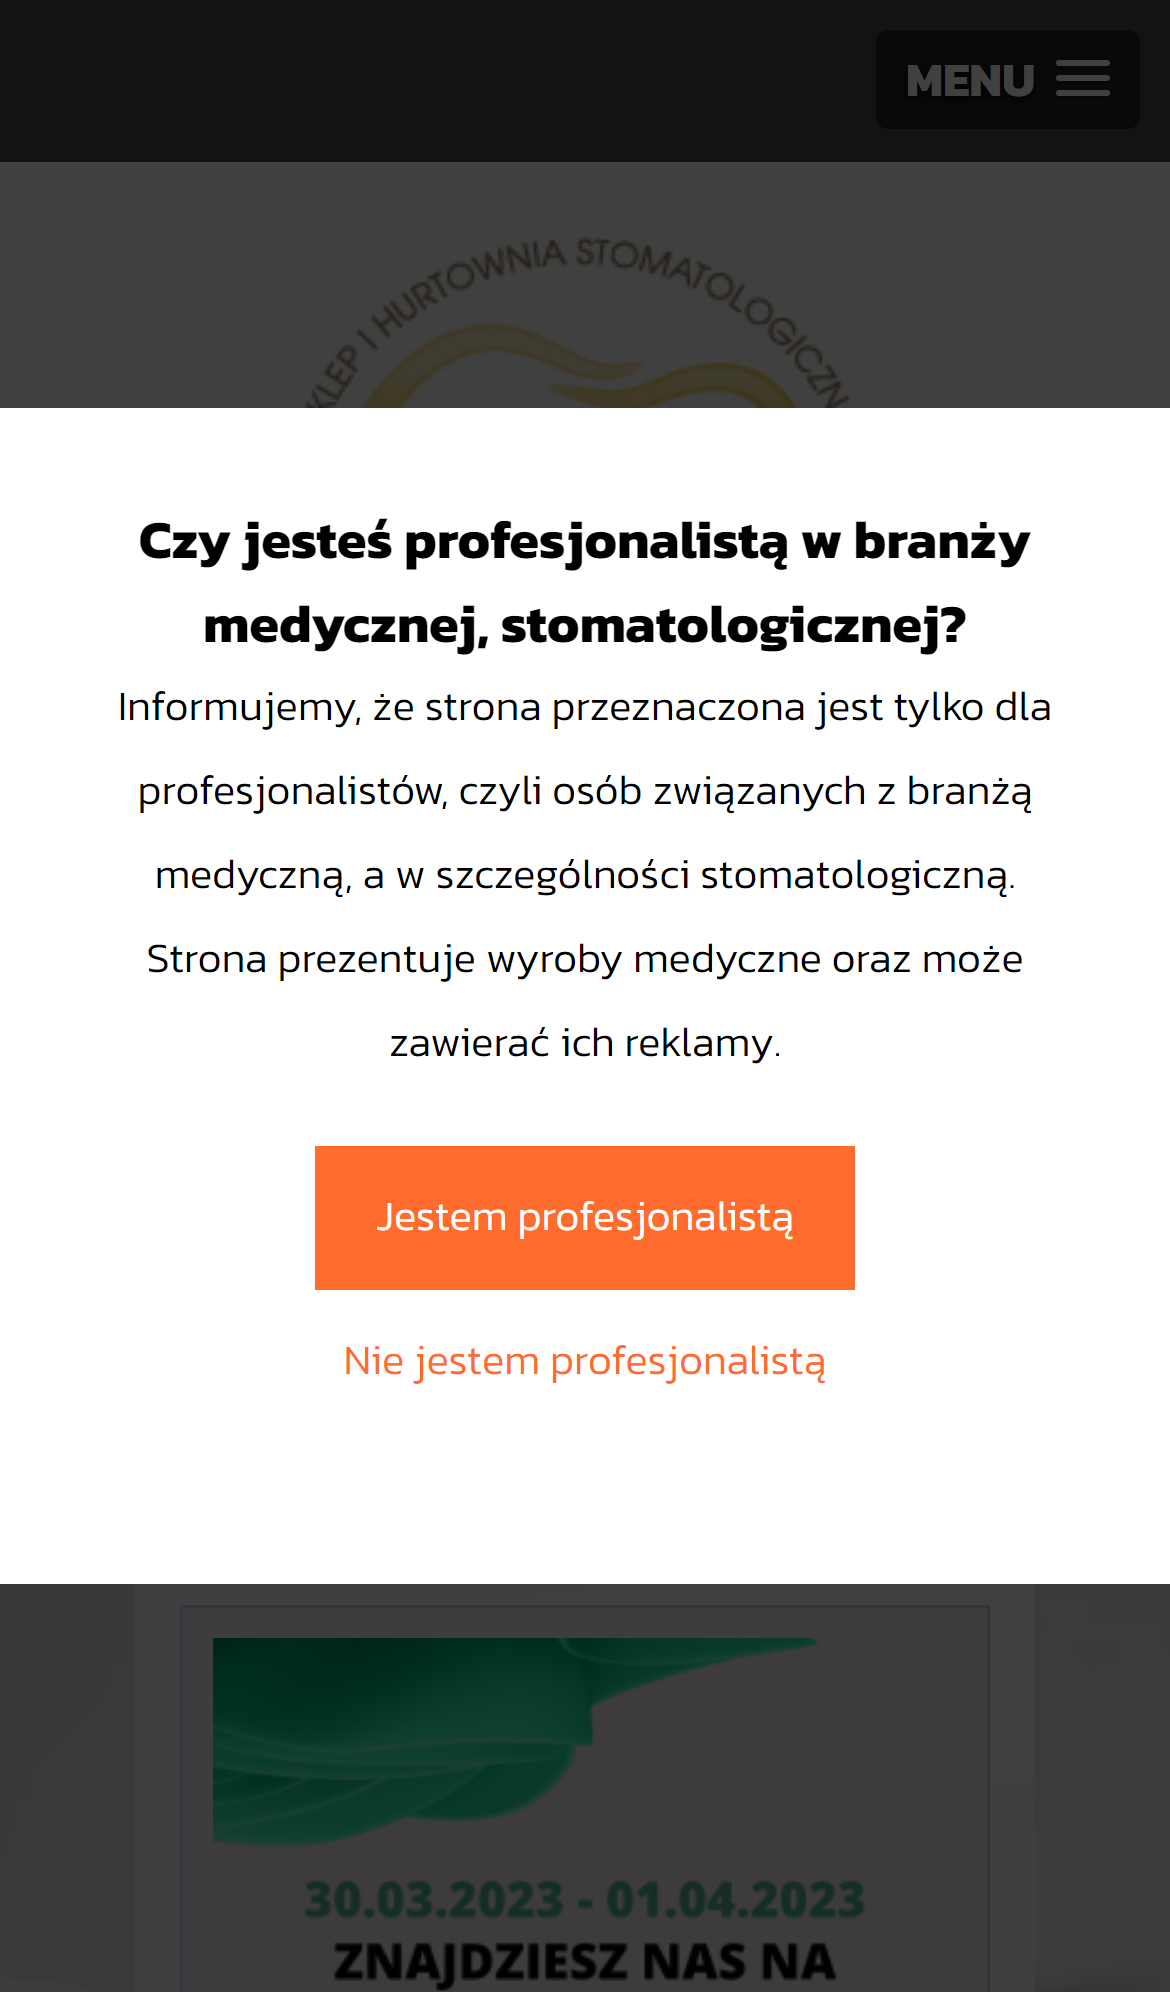 MENU
SKLEP I HURTOWNIA STOMATOLOGICZN
Czy jesteś profesjonalistą w branży
medycznej, stomatologicznej?
Informujemy, że strona przeznaczona jest tylko dla
profesjonalistów, czyli osób związanych z branżą
medyczną, a w szczególności stomatologiczną.
Strona prezentuje wyroby medyczne oraz może
zawierać ich reklamy.
Jestem profesjonalistą
Nie jestem profesjonalistą
30.03.2023 - 01.04.2023
ZNAJDZIESZ NAS NA